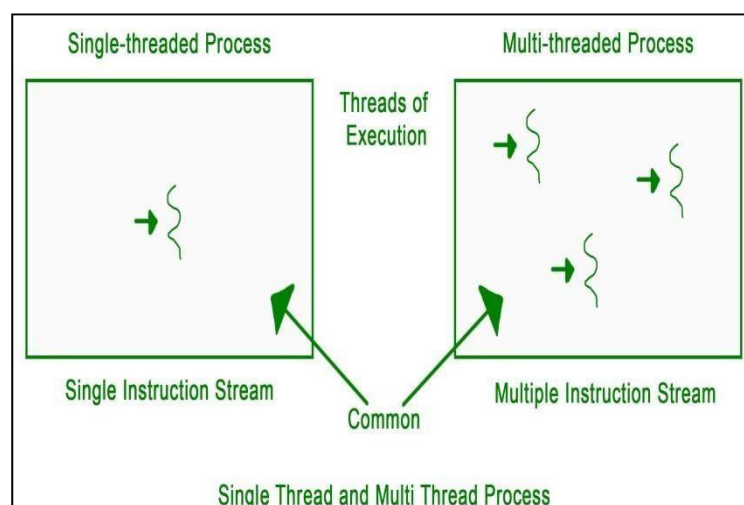 Single-threaded Process
Multi-threaded Process
Threads of
Execution
Single Instruction Stream
Multiple Instruction Stream
Common
Single Thread and Multi Thread Process